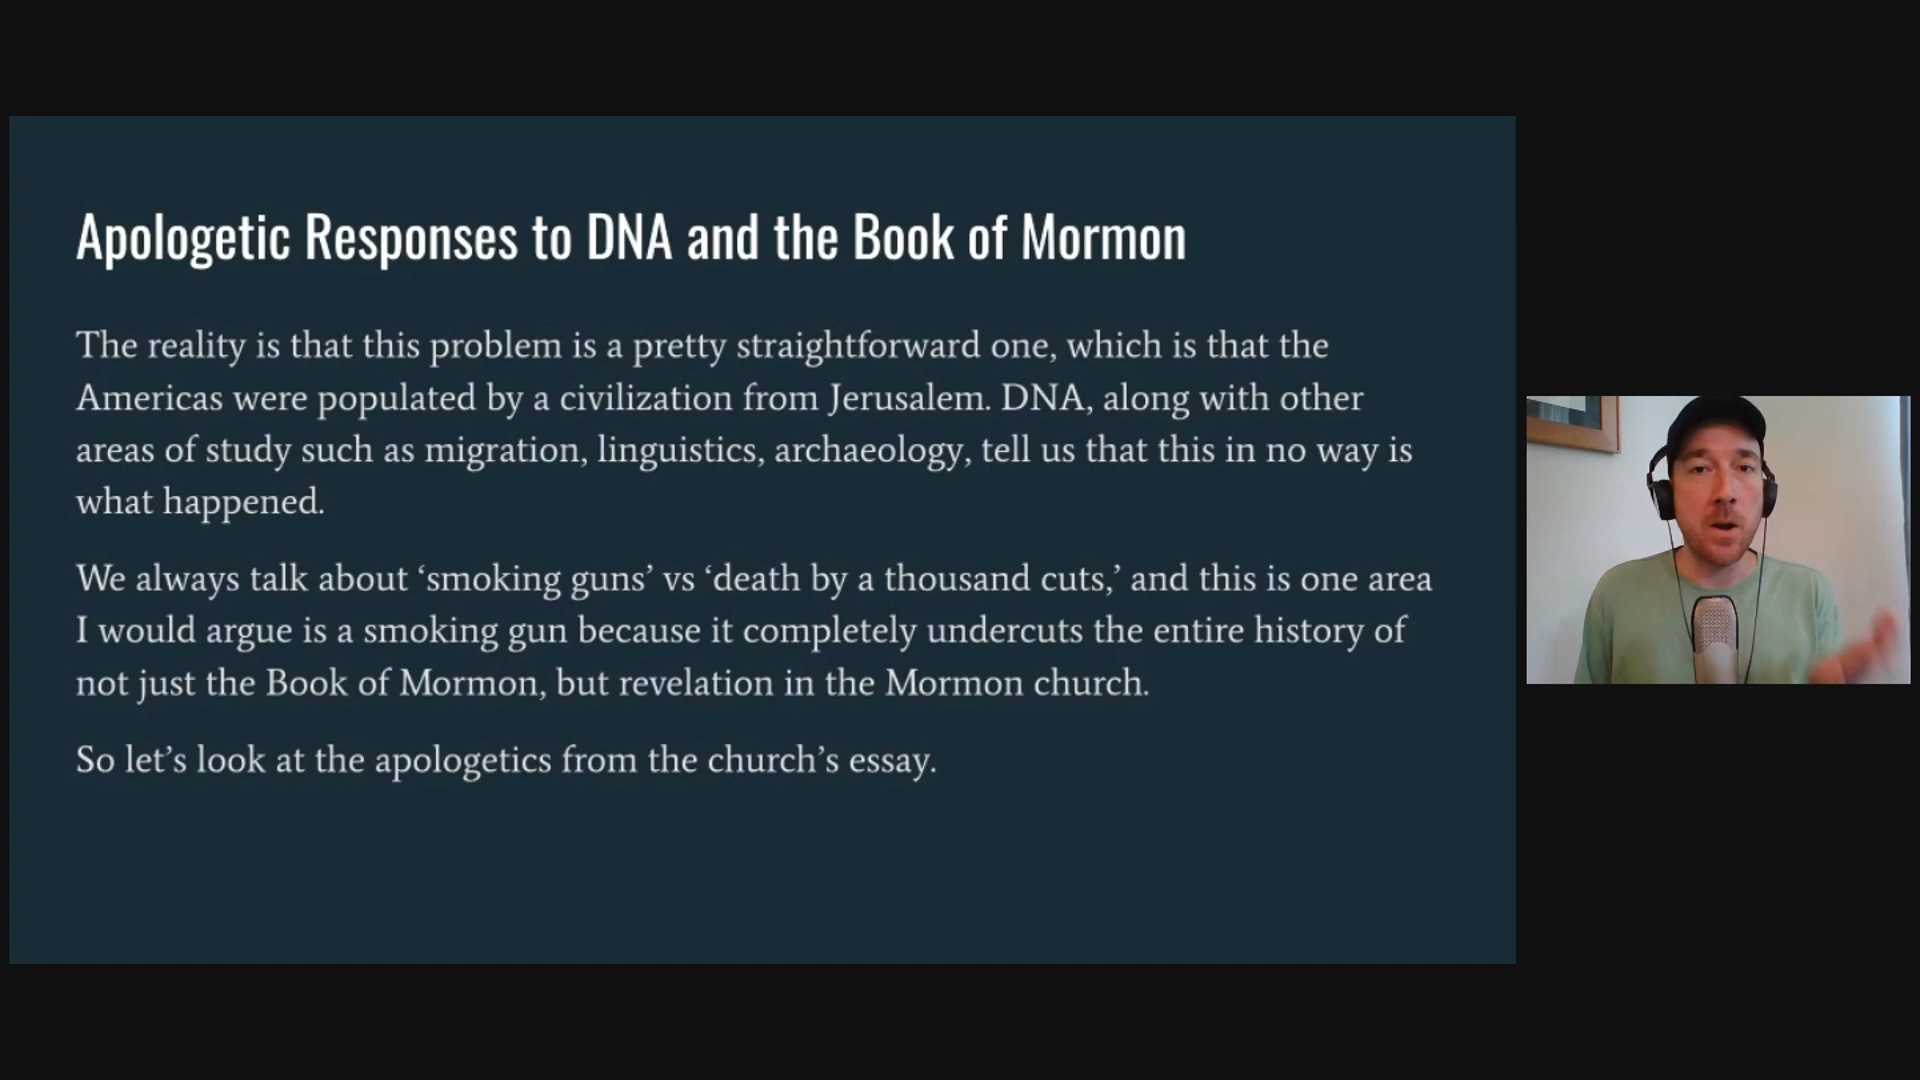 Apologetic Responses to DNA and the Book of Mormon
The reality is that this problem is a pretty straightforward one, which is that the
Americas were populated by a civilization from Jerusalem. DNA, along with other
areas of study such as migration, linguistics, archaeology, tell us that this in no way is
what happened.
We always talk about ‘smoking guns’ vs ‘death by a thousand cuts,’ and this is one area
I would argue is a smoking gun because it completely undercuts the entire history of
not just the Book of Mormon, but revelation in the Mormon church.
So let’s look at the apologetics from the church’s essay.